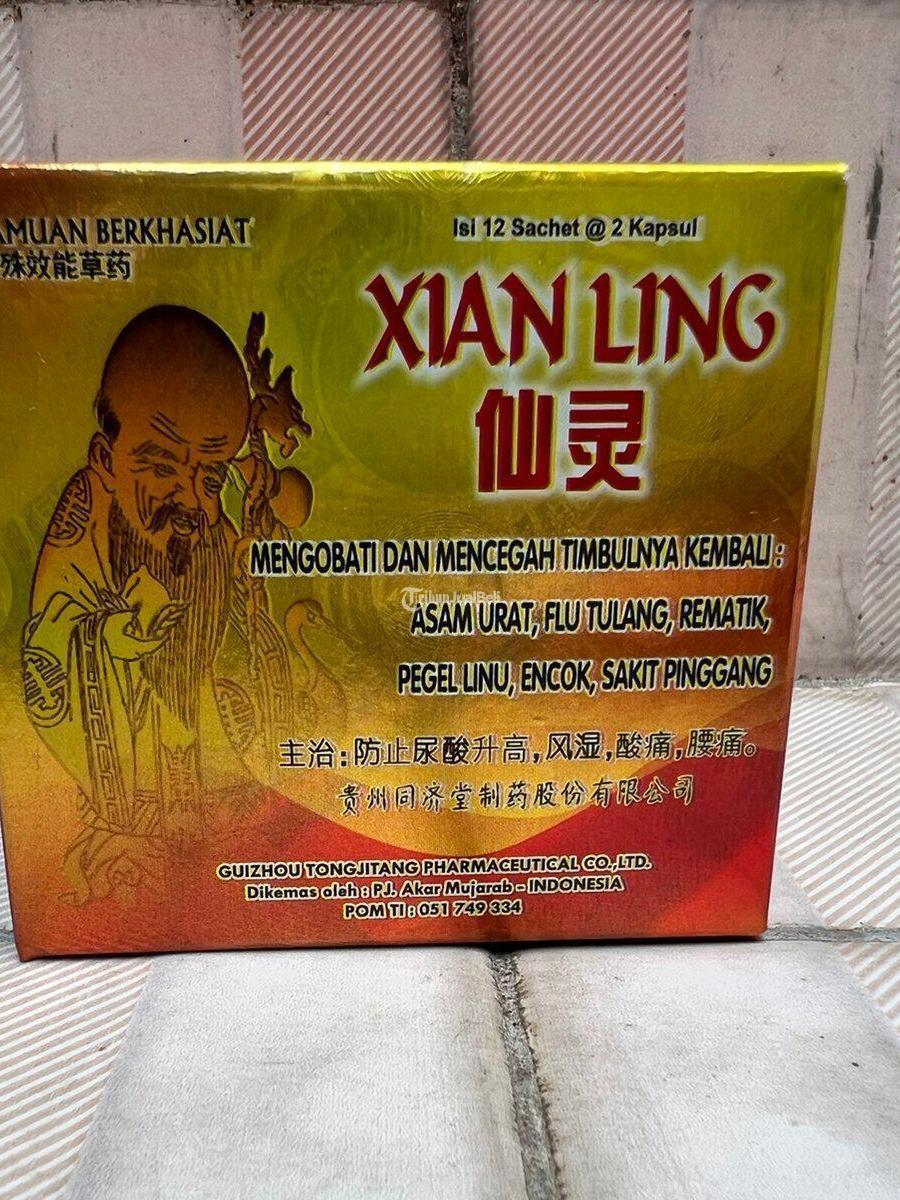 AMUAN BERKHASIAT
殊效能草药
Isi 12 Sachet @ 2 Kapsul
XIAN LING
仙灵
MENGOBATI DAN MENCEGAH TIMBULNYA KEMBALI :
TribunJualBeli
ASAM URAT, FLU TULANG, REMATIK,
PEGEL LINU, ENCOK, SAKIT PINGGANG
主治：防止尿酸升高，风湿，酸痛，腰痛。
贵州同济堂制药股份有限公司
GUIZHOU TONGJITANG PHARMACEUTICAL CO.,LTD.
Dikemas oleh : PJ. Akar Mujarab - INDONESIA
POM TI : 051 749 334